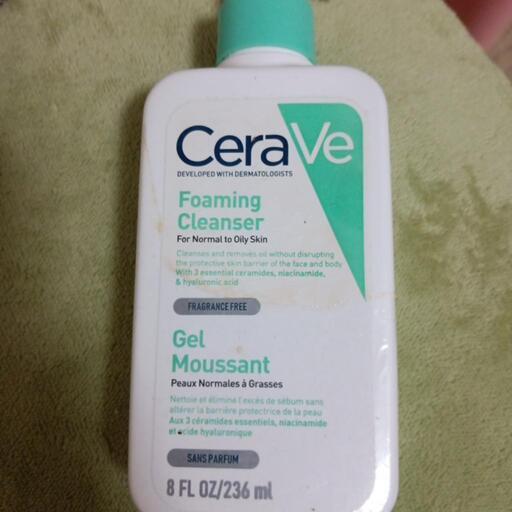 CeraVe
DEVELOPED WITH DERMATOLOGISTS
Foaming
Cleanser
For Normal to Oily Skin
Cleanses and removes oil without disrupting
the protective skin barrier of the face and body
With 3 essential ceramides, niacinamide,
& hyaluronic acid
FRAGRANCE FREE
Gel
Moussant
Peaux Normales à Grasses
Nettoie et élimine l'excés de sébum sans
altérer la barrière protectrice de la peau
Aux 3 céramides essentiels, niacinamide
et acide hyaluronique
SANS PARFUM
8 FL OZ/236 ml